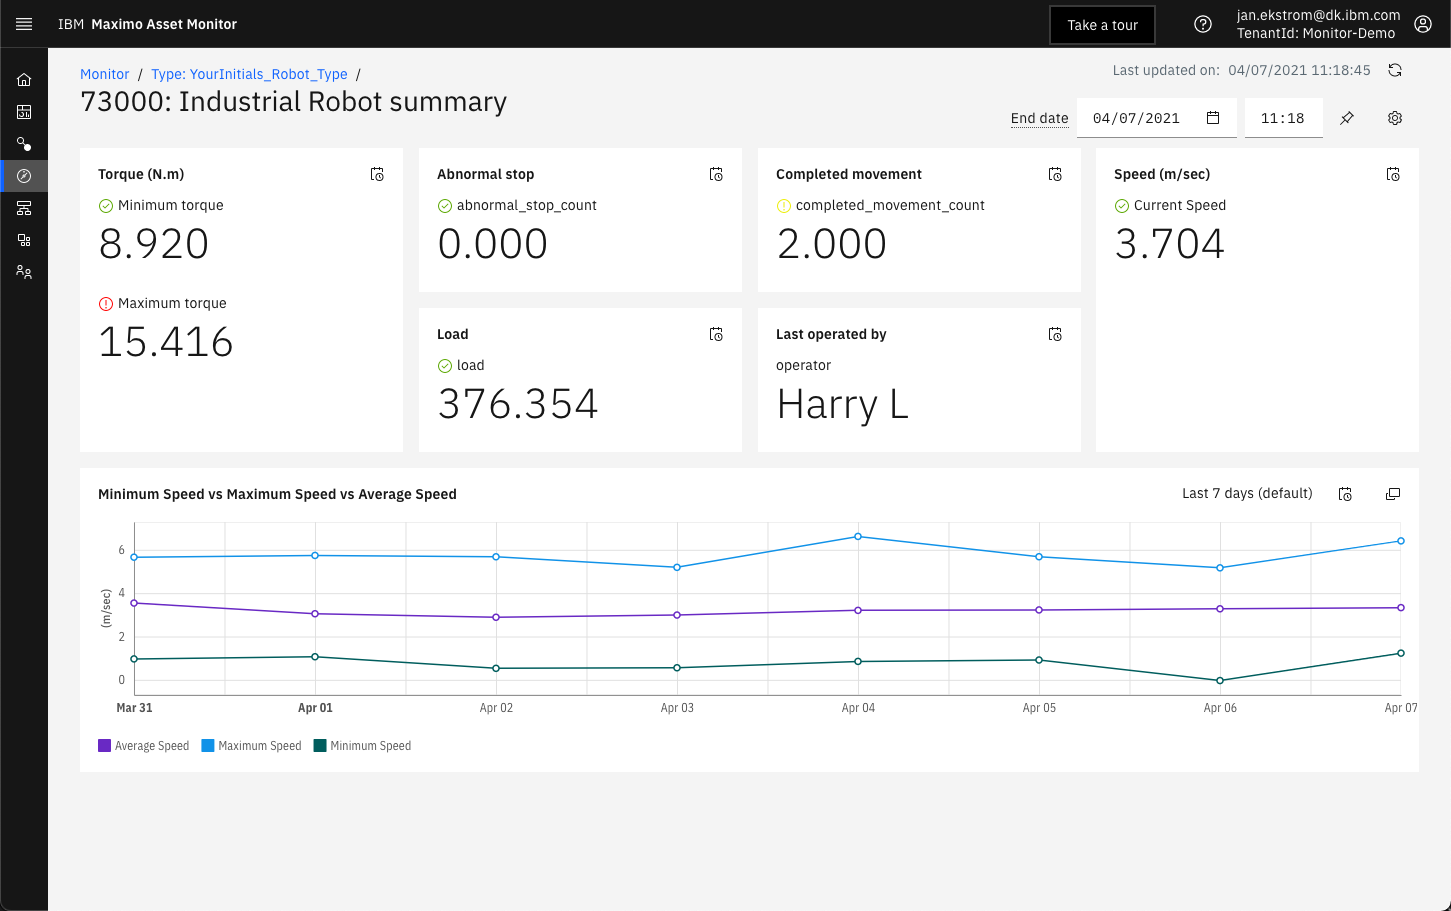 IBM Maximo Asset Monitor
Take a tour
jan.ekstrom@dk.ibm.com
TenantId: Monitor-Demo
Monitor / Type: YourInitials_Robot_Type /
Last updated on: 04/07/2021 11:18:45
73000: Industrial Robot summary
End date 04/07/2021 11:18
Torque (N.m)
Minimum torque
8.920
Maximum torque
15.416
Abnormal stop
abnormal_stop_count
0.000
Completed movement
completed_movement_count
2.000
Speed (m/sec)
Current Speed
3.704
Load
load
376.354
Last operated by
operator
Harry L
Minimum Speed vs Maximum Speed vs Average Speed
Last 7 days (default)
(m/sec)
6
4
2
0
Mar 31 Apr 01 Apr 02 Apr 03 Apr 04 Apr 05 Apr 06 Apr 07
Average Speed Maximum Speed Minimum Speed